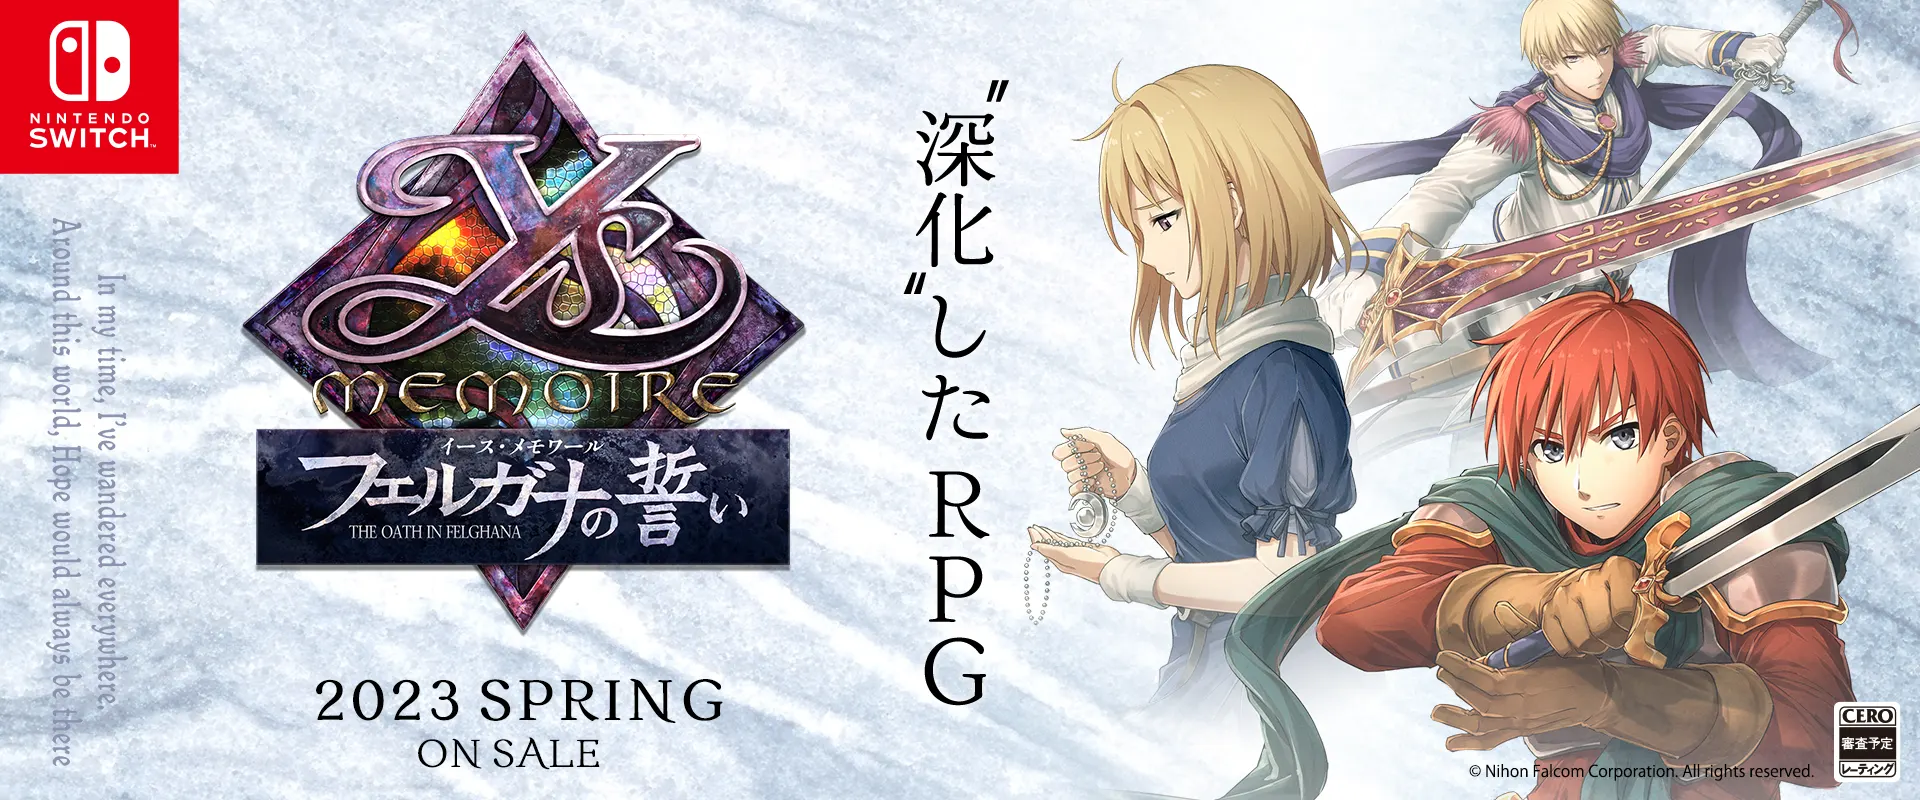 NINTENDO
SWITCH™
In my time, I've wandered everywhere.
Around this world, Hope would always be there
Ys
MEMOIRE
イース・メモワール
フェルガナの誓い
THE OATH IN FELGHANA
2023 SPRING
ON SALE
〝深化〟したRPG
© Nihon Falcom Corporation. All rights reserved.
CERO
審査予定
レーティング